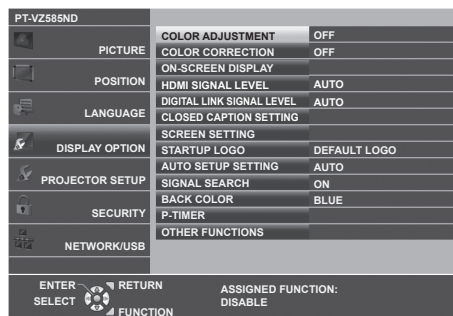 PT-VZ585ND
PICTURE
POSITION
LANGUAGE
DISPLAY OPTION
PROJECTOR SETUP
SECURITY
NETWORK/USB
COLOR ADJUSTMENT OFF
COLOR CORRECTION OFF
ON-SCREEN DISPLAY
HDMI SIGNAL LEVEL AUTO
DIGITAL LINK SIGNAL LEVEL AUTO
CLOSED CAPTION SETTING
SCREEN SETTING
STARTUP LOGO DEFAULT LOGO
AUTO SETUP SETTING AUTO
SIGNAL SEARCH ON
BACK COLOR BLUE
P-TIMER
OTHER FUNCTIONS
ENTER RETURN
SELECT
FUNCTION
ASSIGNED FUNCTION:
DISABLE